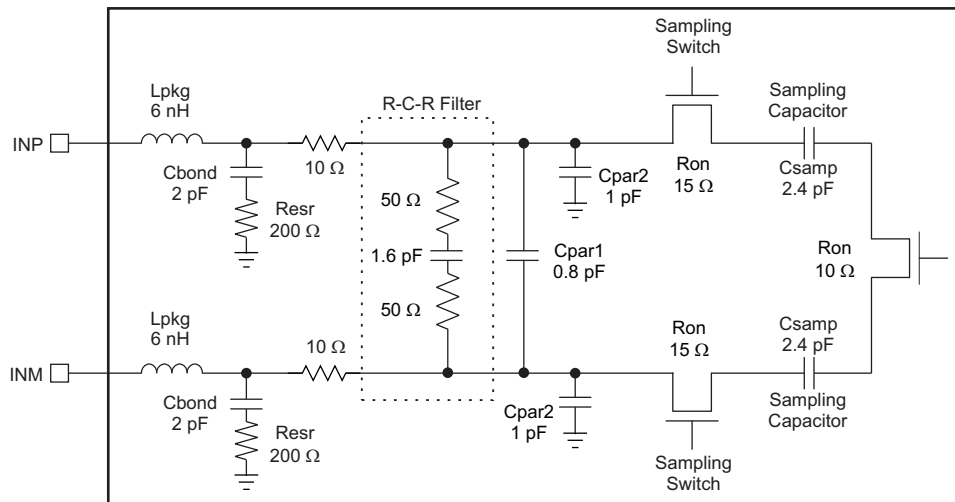 Sampling
Switch
Lpkg
6 nH
R-C-R Filter
Sampling
Capacitor
INP
Cbond
2 pF
10 Ω
Resr
200 Ω
50 Ω
Cpar2
1 pF
Ron
15 Ω
Csamp
2.4 pF
1.6 pF
Cpar1
0.8 pF
Ron
10 Ω
50 Ω
Lpkg
6 nH
10 Ω
Ron
15 Ω
Csamp
2.4 pF
INM
Cbond
2 pF
Resr
200 Ω
Cpar2
1 pF
Sampling
Capacitor
Sampling
Switch